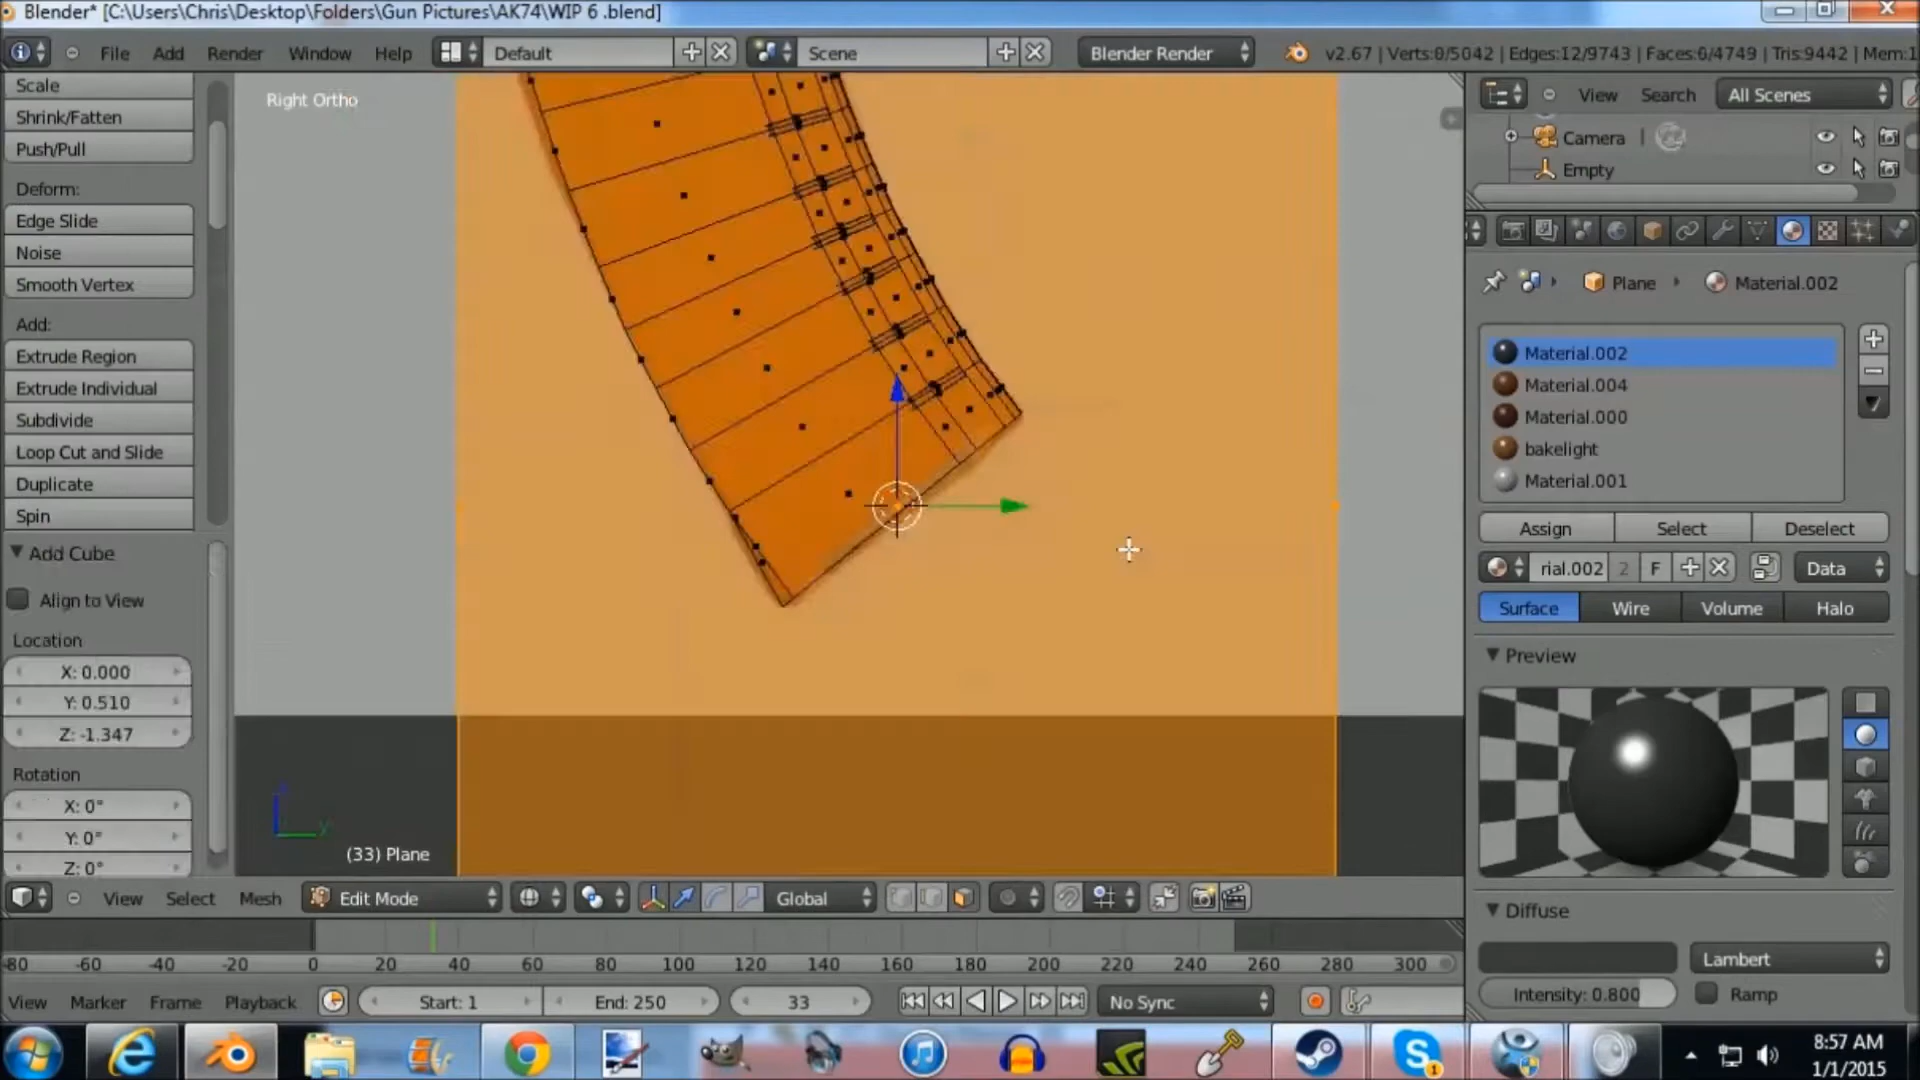 Blender* [C:\Users\Chris\Desktop\Folders\Gun Pictures\AK74\WIP 6 .blend]
File Add Render Window Help Default Scene Blender Render v2.67 | Verts:0/5042 | Edges:12/9743 | Faces:6/4749 | Tris:9442 | Mem:1
Scale
Shrink/Fatten
Push/Pull
Deform:
Edge Slide
Noise
Smooth Vertex
Add:
Extrude Region
Extrude Individual
Subdivide
Loop Cut and Slide
Duplicate
Spin
Add Cube
Align to View
Location
X: 0.000
Y: 0.510
Z: -1.347
Rotation
X: 0°
Y: 0°
Z: 0°
Right Ortho
(33) Plane
View Search All Scenes
Camera
Empty
Plane Material.002
Material.002
Material.004
Material.000
bakelight
Material.001
Assign Select Deselect
rial.002 2 F Data
Surface Wire Volume Halo
Preview
Diffuse
Lambert
Intensity: 0.800 Ramp
View Select Mesh Edit Mode Global
-80 -60 -40 -20 0 20 40 60 80 100 120 140 160 180 200 220 240 260 280 300
View Marker Frame Playback Start: 1 End: 250 33 No Sync
8:57 AM
1/1/2015